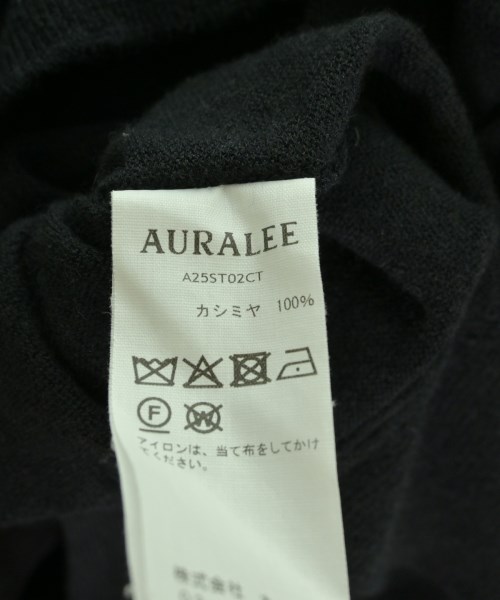 AURALEE
A25ST02CT
カシミヤ 100%
F W
アイロンは、当て布をしてかけ
てください。
株式会社